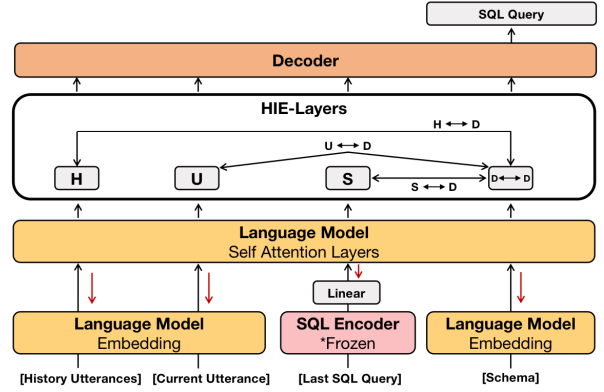 SQL Query
Decoder
HIE-Layers
H ⟷ D
U ⟷ D
H
U
S
D ⟷ D
S ⟷ D
Language Model
Self Attention Layers
Linear
Language Model
Embedding
SQL Encoder
*Frozen
Language Model
Embedding
[History Utterances] [Current Utterance] [Last SQL Query] [Schema]